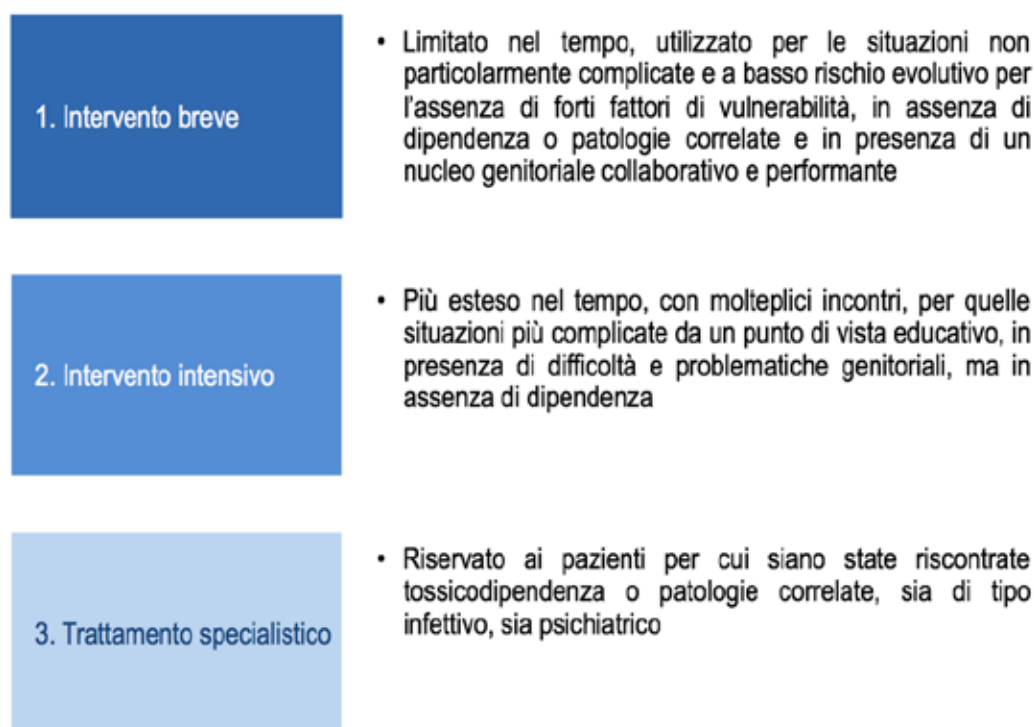 1. Intervento breve
• Limitato nel tempo, utilizzato per le situazioni non
particolarmente complicate e a basso rischio evolutivo per
l'assenza di forti fattori di vulnerabilità, in assenza di
dipendenza o patologie correlate e in presenza di un
nucleo genitoriale collaborativo e performante
2. Intervento intensivo
• Più esteso nel tempo, con molteplici incontri, per quelle
situazioni più complicate da un punto di vista educativo, in
presenza di difficoltà e problematiche genitoriali, ma in
assenza di dipendenza
3. Trattamento specialistico
• Riservato ai pazienti per cui siano state riscontrate
tossicodipendenza o patologie correlate, sia di tipo
infettivo, sia psichiatrico